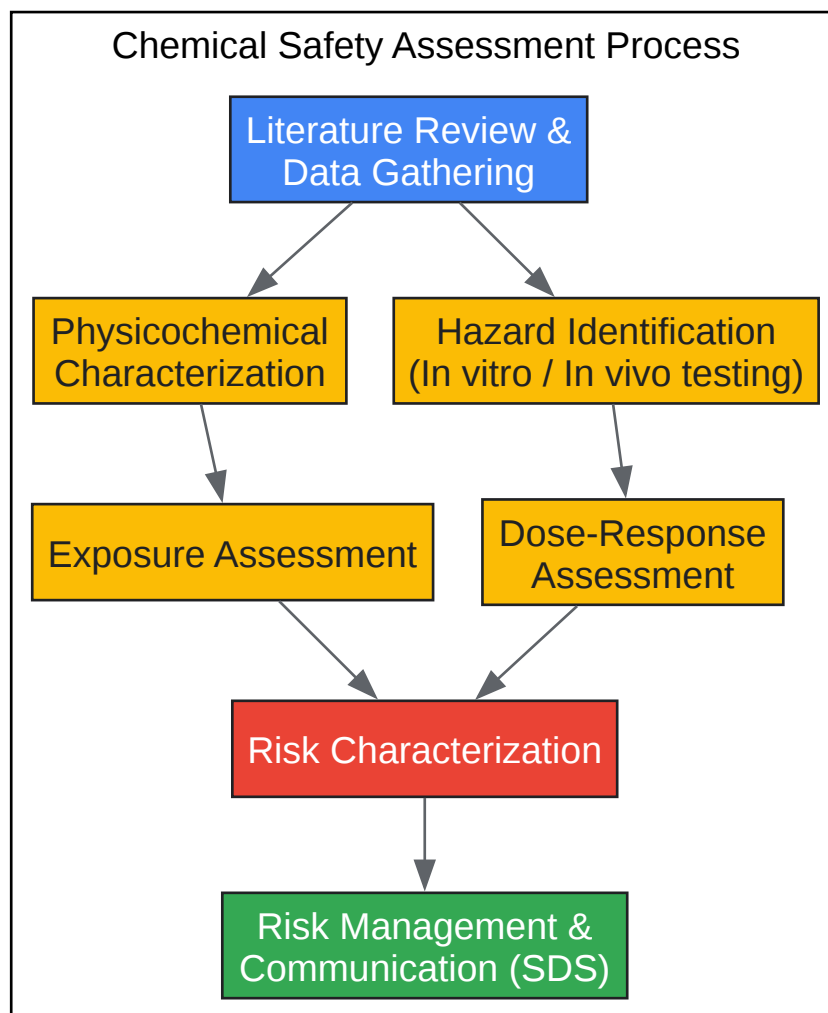 Chemical Safety Assessment Process
Literature Review &
Data Gathering
Physicochemical
Characterization
Hazard Identification
(In vitro / In vivo testing)
Exposure Assessment
Dose-Response
Assessment
Risk Characterization
Risk Management &
Communication (SDS)